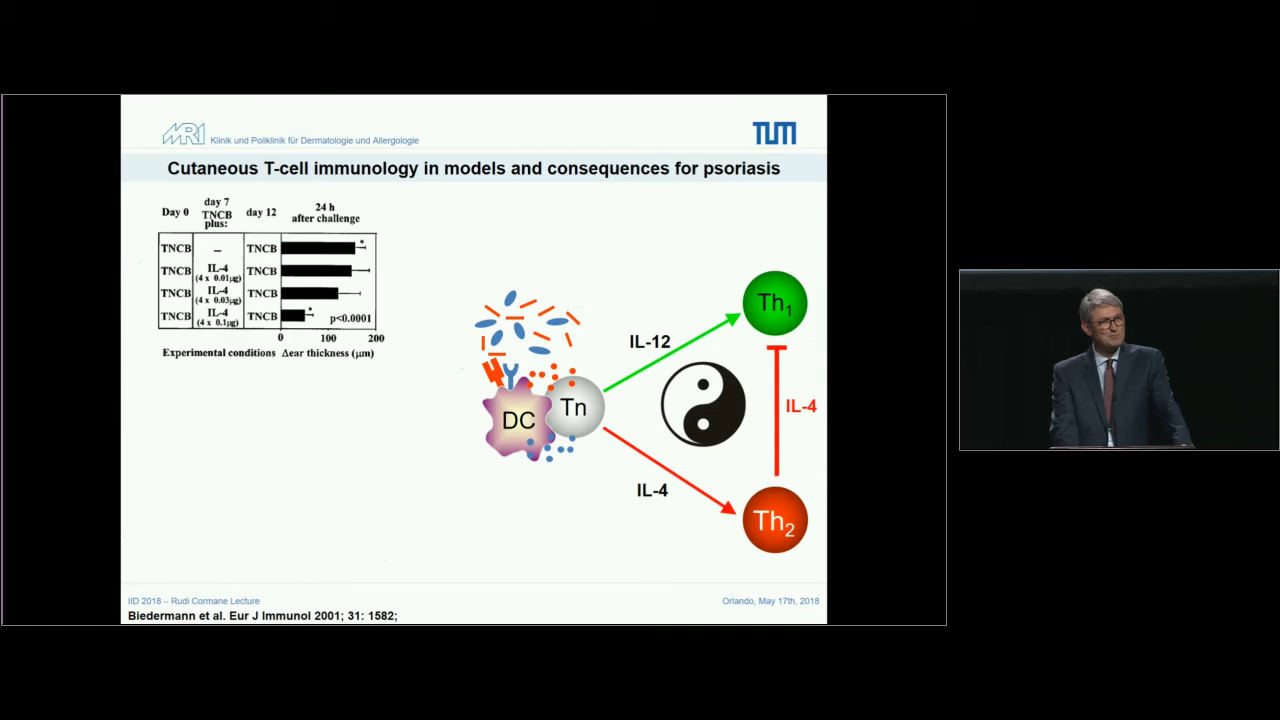 MRI Klinik und Poliklinik für Dermatologie und Allergologie
TUM
Cutaneous T-cell immunology in models and consequences for psoriasis
Day 0
day 7
TNCB
plus:
day 12
24 h
after challenge
TNCB
–
TNCB
*
TNCB
IL-4
(4 x 0.01µg)
TNCB
TNCB
IL-4
(4 x 0.03µg)
TNCB
TNCB
IL-4
(4 x 0.1µg)
TNCB
*
p<0.0001
0 100 200
Experimental conditions
Δear thickness (µm)
DC
Tn
IL-12
IL-4
Th1
IL-4
Th2
IID 2018 – Rudi Cormane Lecture
Orlando, May 17th, 2018
Biedermann et al. Eur J Immunol 2001; 31: 1582;